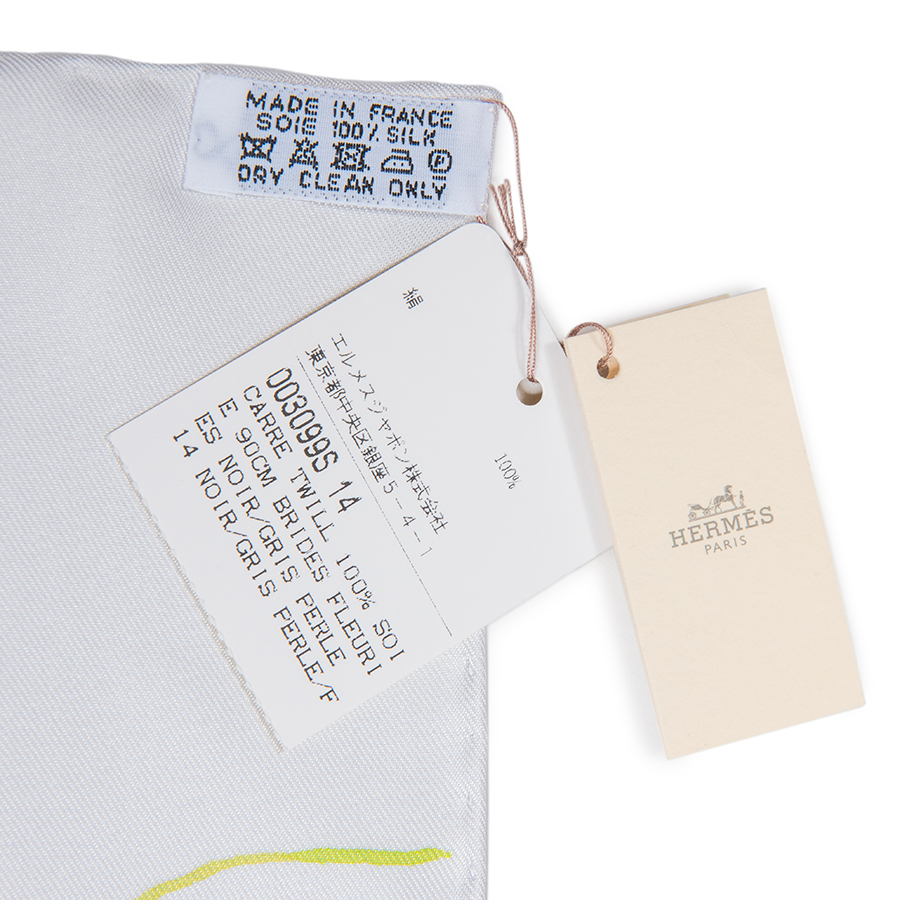 MADE IN FRANCE
SOIE 100% SILK
DRY CLEAN ONLY
絹
100%
エルメスジャポン株式会社
東京都中央区銀座5-4-1
003099S 14
CARRE TWILL 100% SOI
E 90CM BRIDES FLEURI
ES NOIR/GRIS PERLE
14 NOIR/GRIS PERLE/F
HERMÈS
PARIS